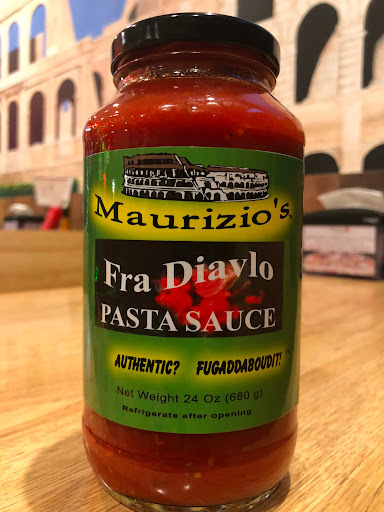 Maurizio's
Fra Diavlo
PASTA SAUCE
AUTHENTIC? FUGADDABOUDIT!
Net Weight 24 Oz (680 g)
Refrigerate after opening